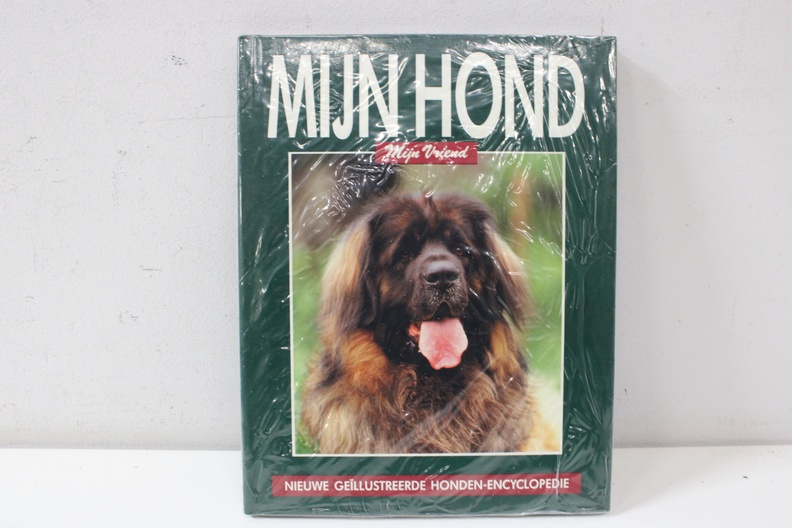 MIJN HOND
Mijn Vriend
NIEUWE GEÏLLUSTREERDE HONDEN-ENCYCLOPEDIE